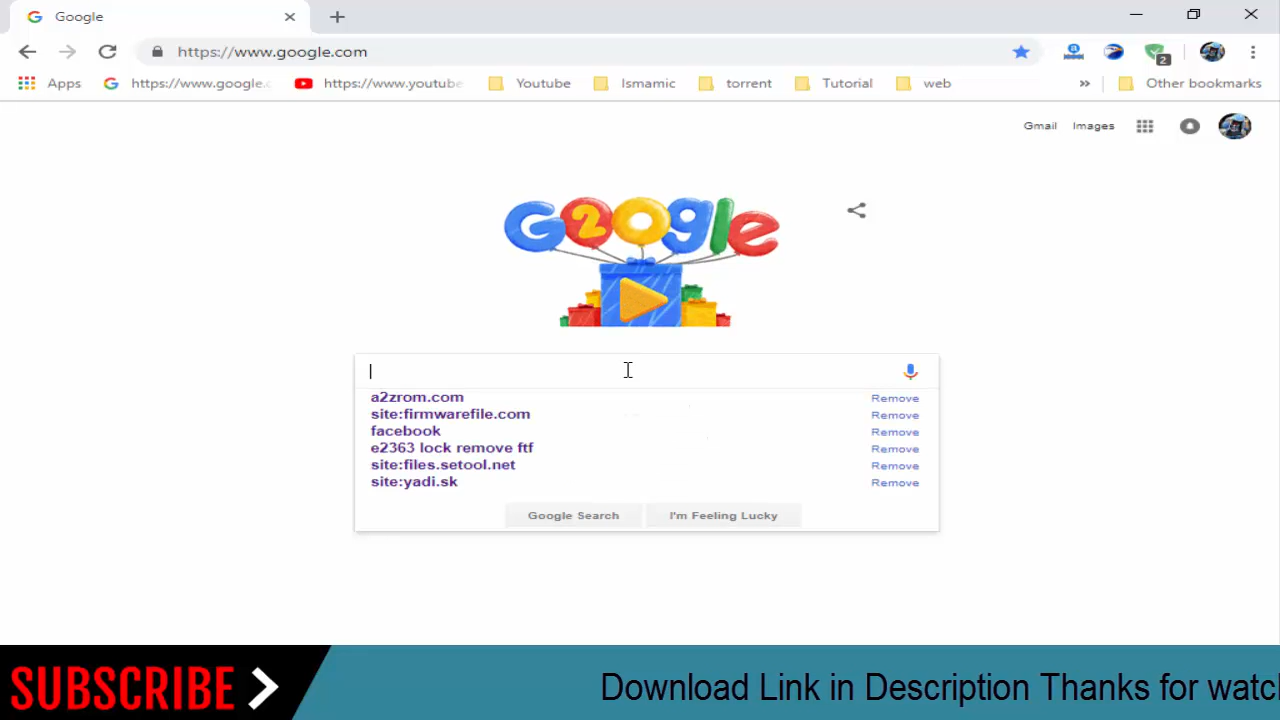 Google
https://www.google.com
2
Apps
https://www.google.c
https://www.youtube
Youtube
Ismamic
torrent
Tutorial
web
»
Other bookmarks
Gmail
Images
G2OGgle
a2zrom.com Remove
site:firmwarefile.com Remove
facebook Remove
e2363 lock remove ftf Remove
site:files.setool.net Remove
site:yadi.sk Remove
Google Search
I'm Feeling Lucky
SUBSCRIBE
Download Link in Description Thanks for watc